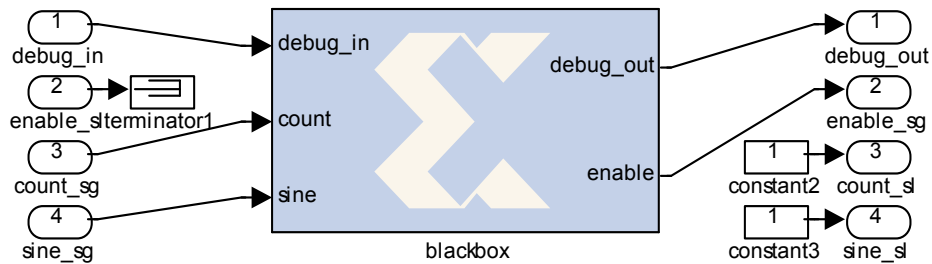 1
debug_in
2
enable_slterminator1
3
count_sg
4
sine_sg
debug_in
count
sine
debug_out
enable
blackbox
1
debug_out
2
enable_sg
1
constant2
3
count_sl
1
constant3
4
sine_sl